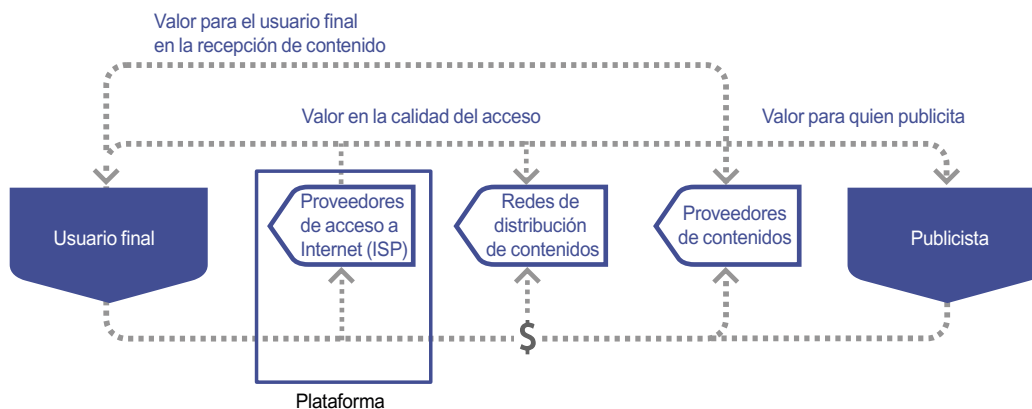 Valor para el usuario final
en la recepción de contenido
Valor en la calidad del acceso
Valor para quien publicita
Usuario final
Proveedores
de acceso a
Internet (ISP)
Redes de
distribución
de contenidos
Proveedores
de contenidos
Publicista
$
Plataforma